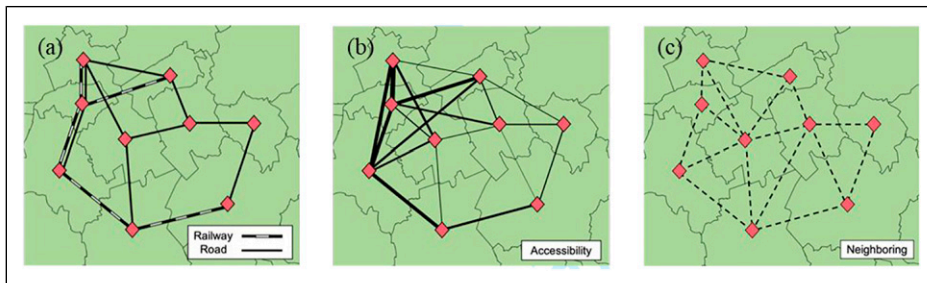 (a)
(b)
(c)
Railway
Road
Accessibility
Neighboring